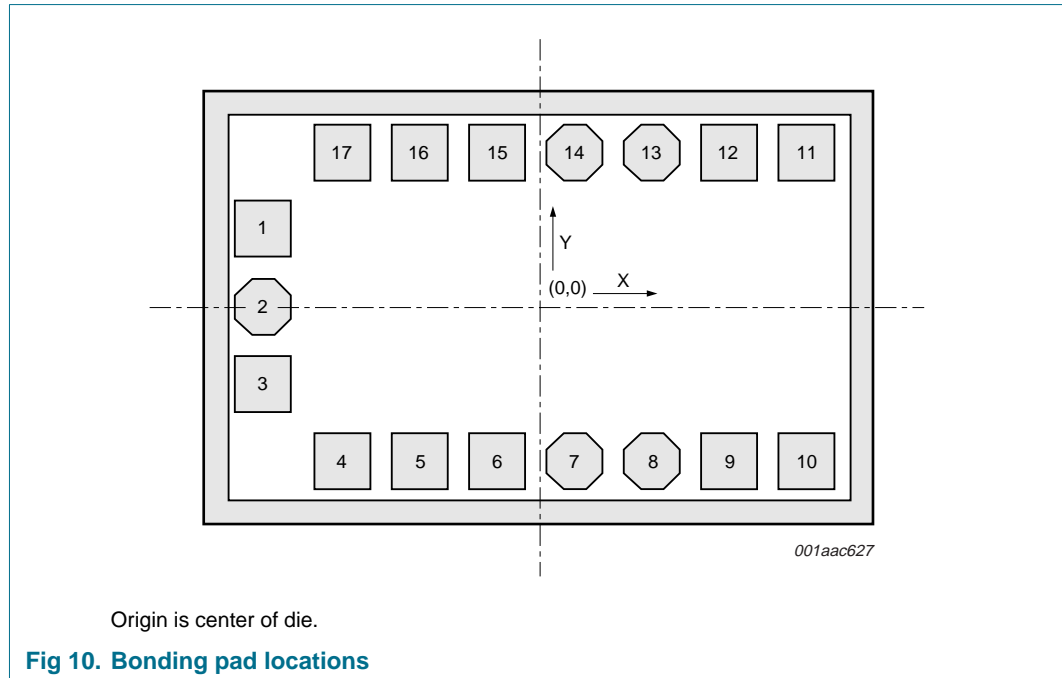 17 16 15 14 13 12 11
1
Y
(0,0) X
2
3
4 5 6 7 8 9 10
001aac627
Origin is center of die.
Fig 10. Bonding pad locations